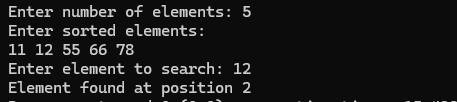 Enter number of elements: 5
Enter sorted elements:
11 12 55 66 78
Enter element to search: 12
Element found at position 2